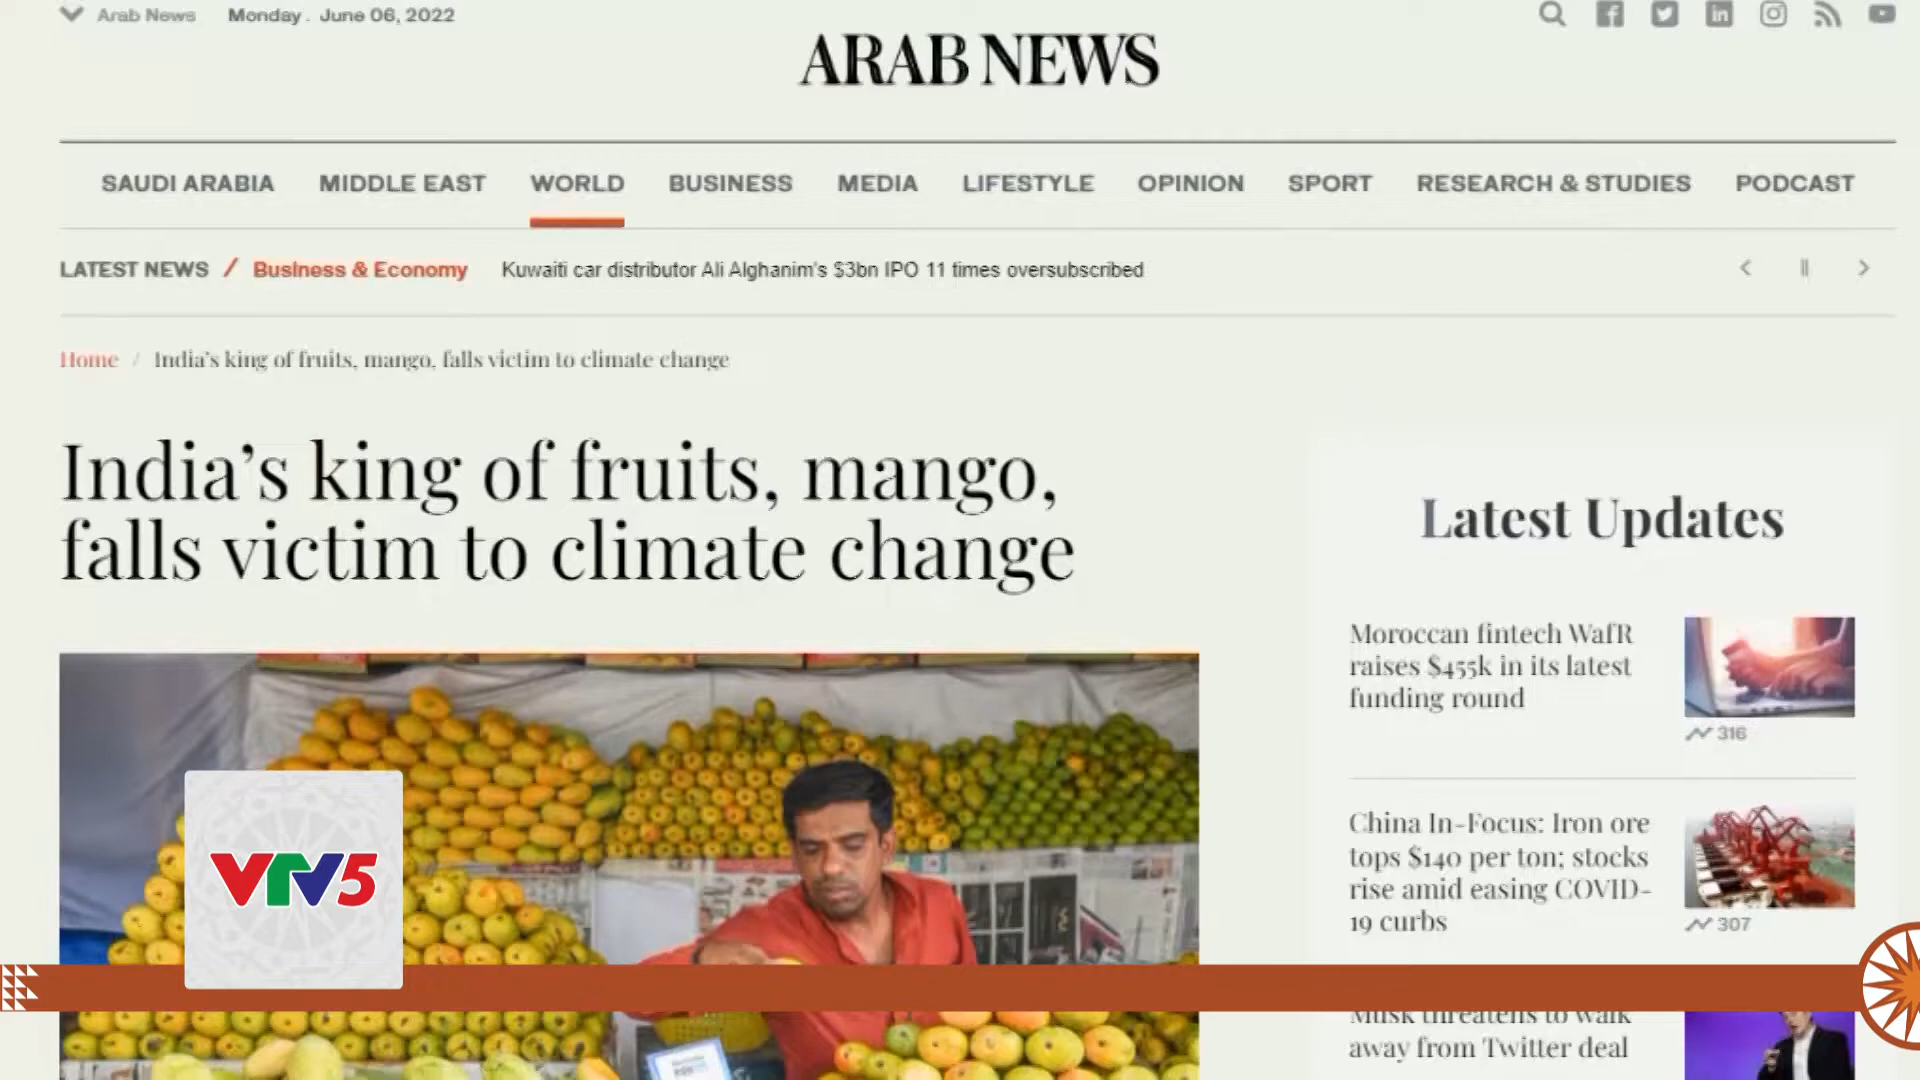 Arab News
Monday . June 06, 2022
ARAB NEWS
SAUDI ARABIA MIDDLE EAST WORLD BUSINESS MEDIA LIFESTYLE OPINION SPORT RESEARCH & STUDIES PODCAST
LATEST NEWS / Business & Economy Kuwaiti car distributor Ali Alghanim's $3bn IPO 11 times oversubscribed
Home / India's king of fruits, mango, falls victim to climate change
India's king of fruits, mango,
falls victim to climate change
Latest Updates
Moroccan fintech WafR
raises $455k in its latest
funding round
316
China In-Focus: Iron ore
tops $140 per ton; stocks
rise amid easing COVID-
19 curbs
307
Musk threatens to walk
away from Twitter deal
VTV5